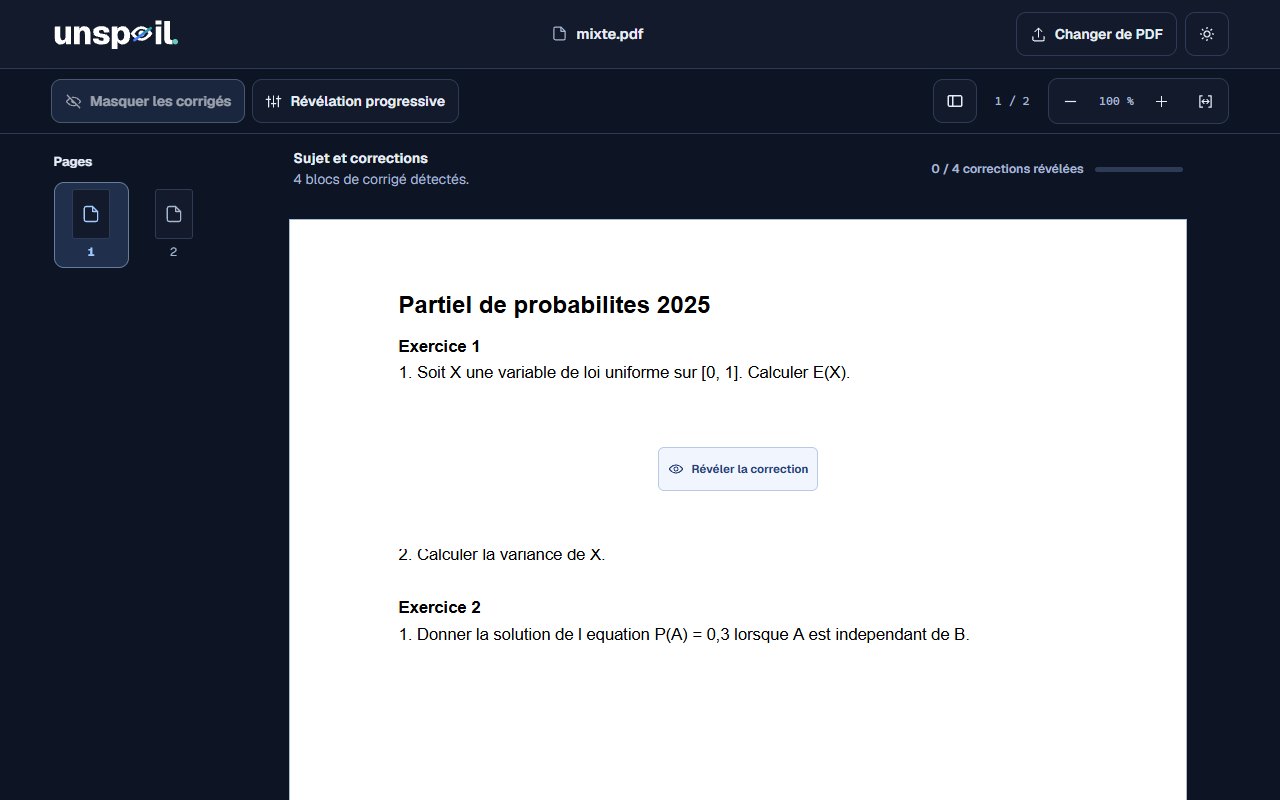 unspoil.
mixte.pdf
Changer de PDF
Masquer les corrigés
Révélation progressive
1 / 2
100 %
Pages
1
2
Sujet et corrections
4 blocs de corrigé détectés.
0 / 4 corrections révélées
Partiel de probabilites 2025
Exercice 1
1. Soit X une variable de loi uniforme sur [0, 1]. Calculer E(X).
Révéler la correction
2. Calculer la variance de X.
Exercice 2
1. Donner la solution de l equation P(A) = 0,3 lorsque A est independant de B.